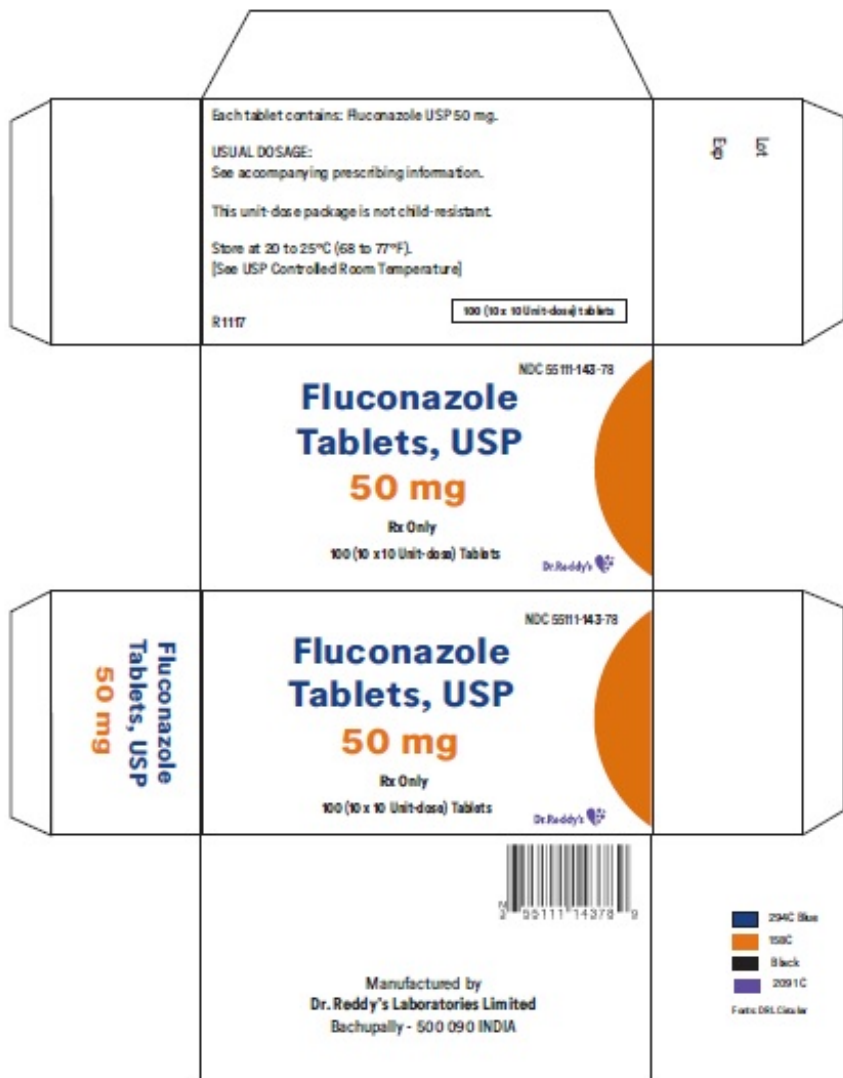 Each tablet contains: Fluconazole USP 50 mg.
USUAL DOSAGE:
See accompanying prescribing information.
This unit-dose package is not child-resistant.
Store at 20 to 25°C (68 to 77°F).
[See USP Controlled Room Temperature]
R1117
100 (10 x 10 Unit-dose) tablets
Lot
Exp
NDC 55111-143-78
Fluconazole
Tablets, USP
50 mg
Rx Only
100 (10 x 10 Unit-dose) Tablets
Dr.Reddy's
Fluconazole
Tablets, USP
50 mg
NDC 55111-143-78
Fluconazole
Tablets, USP
50 mg
Rx Only
100 (10 x 10 Unit-dose) Tablets
Dr.Reddy's
N
3 55111 14378 9
Manufactured by
Dr. Reddy's Laboratories Limited
Bachupally - 500 090 INDIA
294C Blue
158C
Black
2091 C
Fonts: DRL Circular